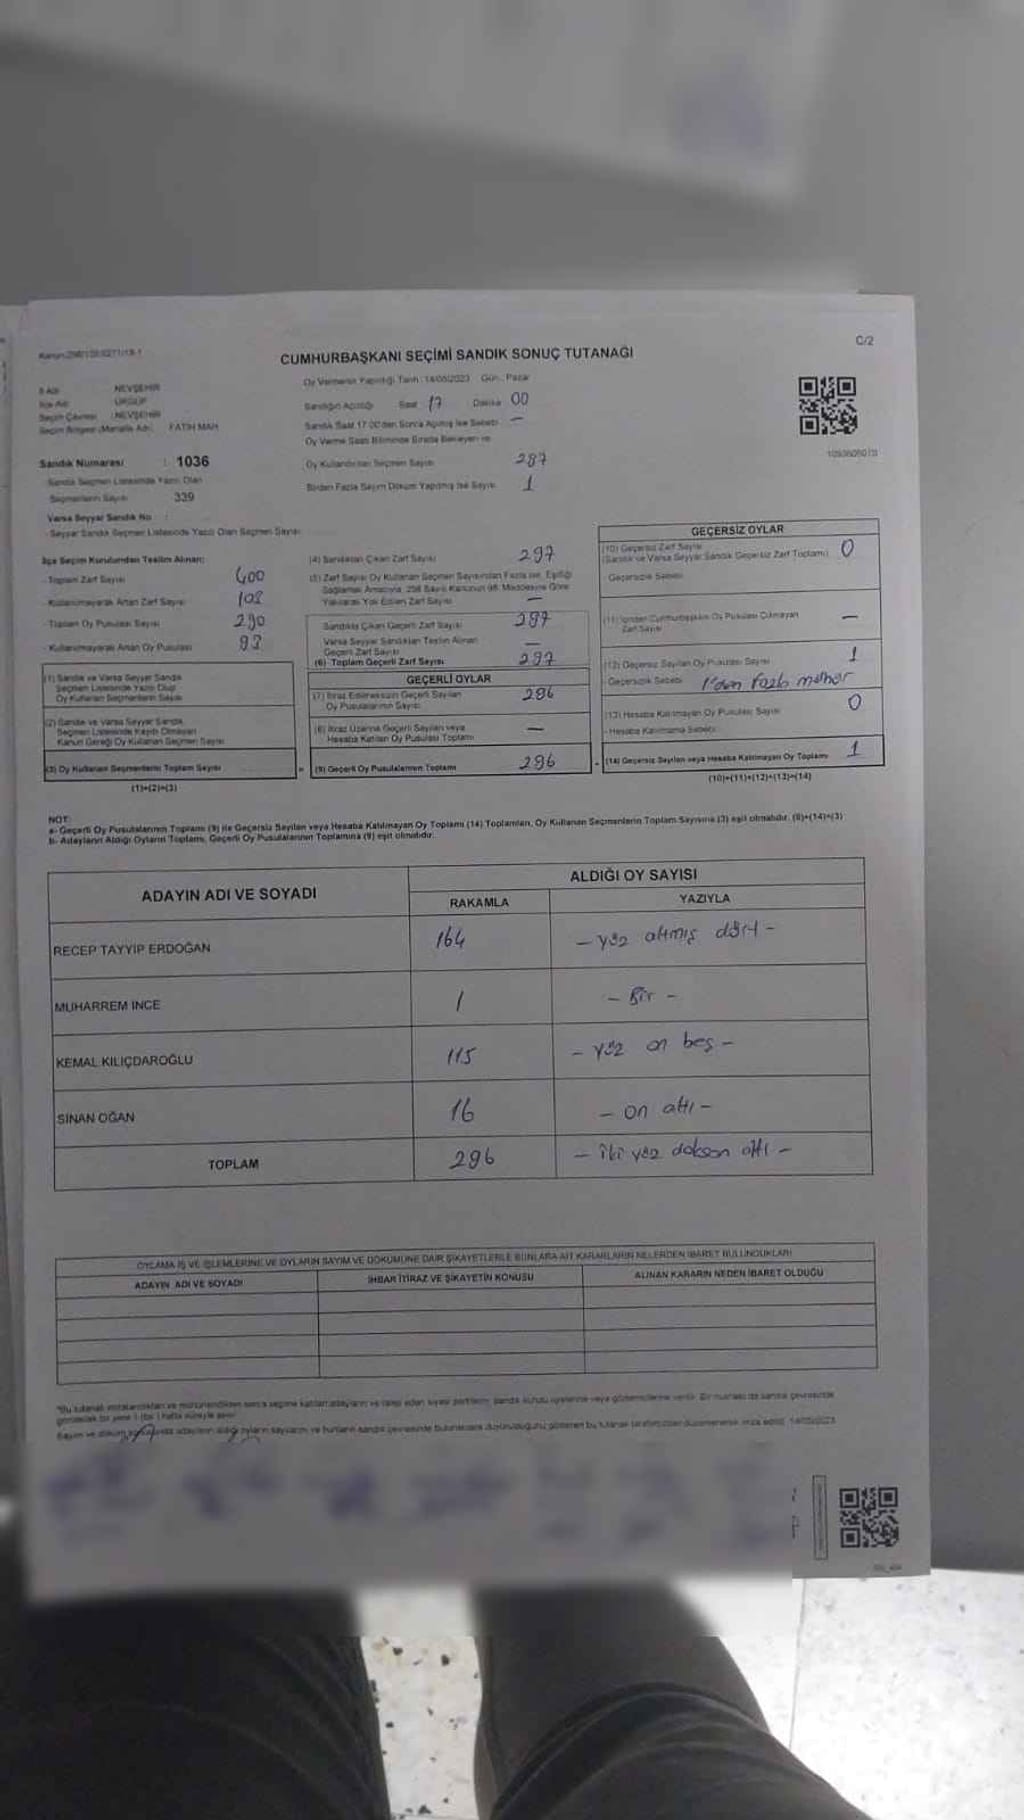 C/2
CUMHURBAŞKANI SEÇİMİ SANDIK SONUÇ TUTANAĞI
Oy Vermenin Yapıldığı Tarih : 14/05/2023 Gün : Pazar
İl Adı NEVŞEHİR
İlçe Adı ÜRGÜP
Seçim Çevresi : NEVŞEHİR
Seçim Bölgesi (Mahalle Adı) FATİH MAH
Sandığın Açıldığı Saat 17 Dakika 00
Sandık Saat 17.00'den Sonra Açılmış İse Sebebi -
Oy Verme Saati Bitiminde Sırada Bekleyen ve
Oy Kullandırılan Seçmen Sayısı 297
Birden Fazla Sayım Döküm Yapılmış İse Sayısı 1
Sandık Numarası : 1036
Sandık Seçmen Listesinde Yazılı Olan
Seçmenlerin Sayısı 339
Varsa Seyyar Sandık No :
- Seyyar Sandık Seçmen Listesinde Yazılı Olan Seçmen Sayısı
İlçe Seçim Kurulundan Teslim Alınan:
- Toplam Zarf Sayısı 400
- Kullanılmayarak Artan Zarf Sayısı 103
- Toplam Oy Pusulası Sayısı
- Kullanılmayarak Artan Oy Pusulası 93
(1) Sandık ve Varsa Seyyar Sandık
Seçmen Listesinde Yazılı Olup
Oy Kullanan Seçmenlerin Sayısı
(2) Sandık ve Varsa Seyyar Sandık
Seçmen Listesinde Kayıtlı Olmayan
Kanun Gereği Oy Kullanan Seçmen Sayısı
(3) Oy Kullanan Seçmenlerin Toplam Sayısı
(1)+(2)=(3)
(4) Sandıktan Çıkan Zarf Sayısı 297
(5) Zarf Sayısı Oy Kullanan Seçmen Sayısından Fazla ise, Eşitliği
Sağlamak Amacıyla, 298 Sayılı Kanunun 98. Maddesine Göre
Yakılarak Yok Edilen Zarf Sayısı -
Sandıkta Çıkan Geçerli Zarf Sayısı 297
Varsa Seyyar Sandıktan Teslim Alınan
Geçerli Zarf Sayısı -
(6) Toplam Geçerli Zarf Sayısı 297
GEÇERLİ OYLAR
(7) İtiraz Edilmeksizin Geçerli Sayılan
Oy Pusulalarının Sayısı 296
(8) İtiraz Üzerine Geçerli Sayılan veya
Hesaba Katılan Oy Pusulası Toplamı -
(9) Geçerli Oy Pusulalarının Toplamı 296
GEÇERSİZ OYLAR
(10) Geçersiz Zarf Sayısı
(Sandık ve Varsa Seyyar Sandık Geçersiz Zarf Toplamı) 0
Geçersizlik Sebebi
(11) İçinden Cumhurbaşkanı Oy Pusulası Çıkmayan
Zarf Sayısı -
(12) Geçersiz Sayılan Oy Pusulası Sayısı 1
- Geçersizlik Sebebi 1'den fazla mühür
(13) Hesaba Katılmayan Oy Pusulası Sayısı 0
- Hesaba Katılmama Sebebi
(14) Geçersiz Sayılan veya Hesaba Katılmayan Oy Toplamı 1
(10)+(11)+(12)+(13)=(14)
NOT:
a- Geçerli Oy Pusulalarının Toplamı (9) ile Geçersiz Sayılan veya Hesaba Katılmayan Oy Toplamı (14) Toplamları, Oy Kullanan Seçmenlerin Toplam Sayısına (3) eşit olmalıdır. (9)+(14)=(3)
b- Adayların Aldığı Oyların Toplamı, Geçerli Oy Pusulalarının Toplamına (9) eşit olmalıdır.
ADAYIN ADI VE SOYADI ALDIĞI OY SAYISI
RAKAMLA YAZIYLA
RECEP TAYYİP ERDOĞAN 164 - yüz altmış dört -
MUHARREM İNCE 1 - Bir -
KEMAL KILIÇDAROĞLU 115 - yüz on beş -
SİNAN OĞAN 16 - on altı -
TOPLAM 296 - iki yüz doksan altı -
OYLAMA İŞ VE İŞLEMLERİNE VE OYLARIN SAYIM VE DÖKÜMÜNE DAİR ŞİKAYETLERLE BUNLARA AİT KARARLARIN NELERDEN İBARET BULUNDUKLARI
ADAYIN ADI VE SOYADI İHBAR İTİRAZ VE ŞİKAYETİN KONUSU ALINAN KARARIN NEDEN İBARET OLDUĞU